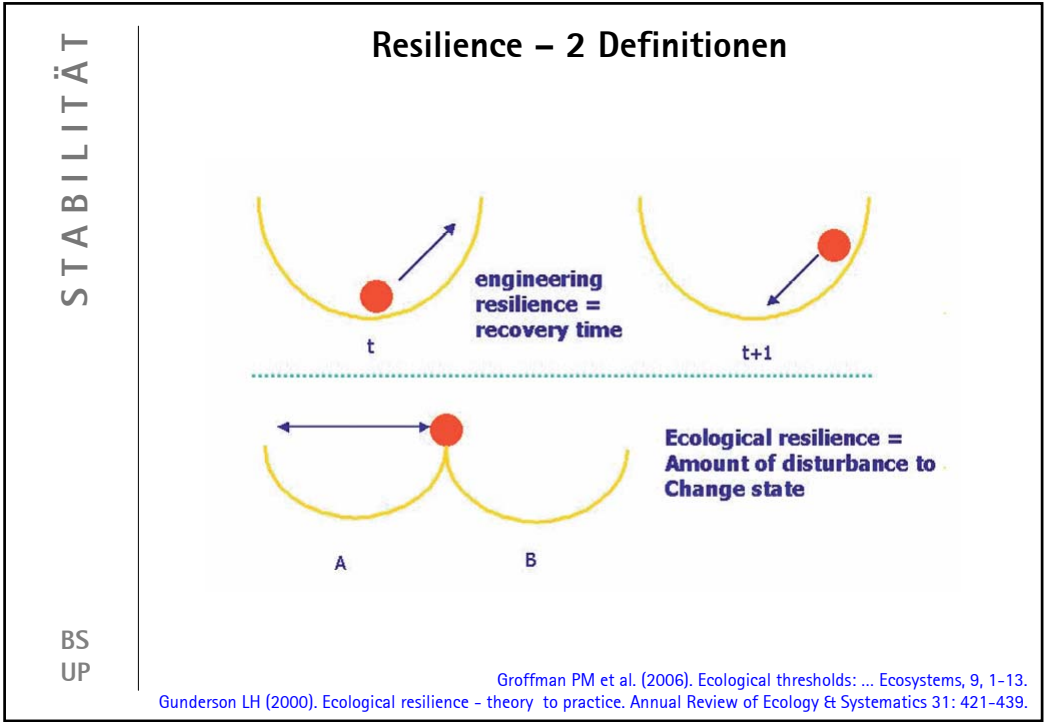 STABILITÄT
Resilience – 2 Definitionen
engineering
resilience =
recovery time
t
t+1
Ecological resilience =
Amount of disturbance to
Change state
A
B
BS
UP
Groffman PM et al. (2006). Ecological thresholds: ... Ecosystems, 9, 1-13.
Gunderson LH (2000). Ecological resilience - theory to practice. Annual Review of Ecology & Systematics 31: 421-439.